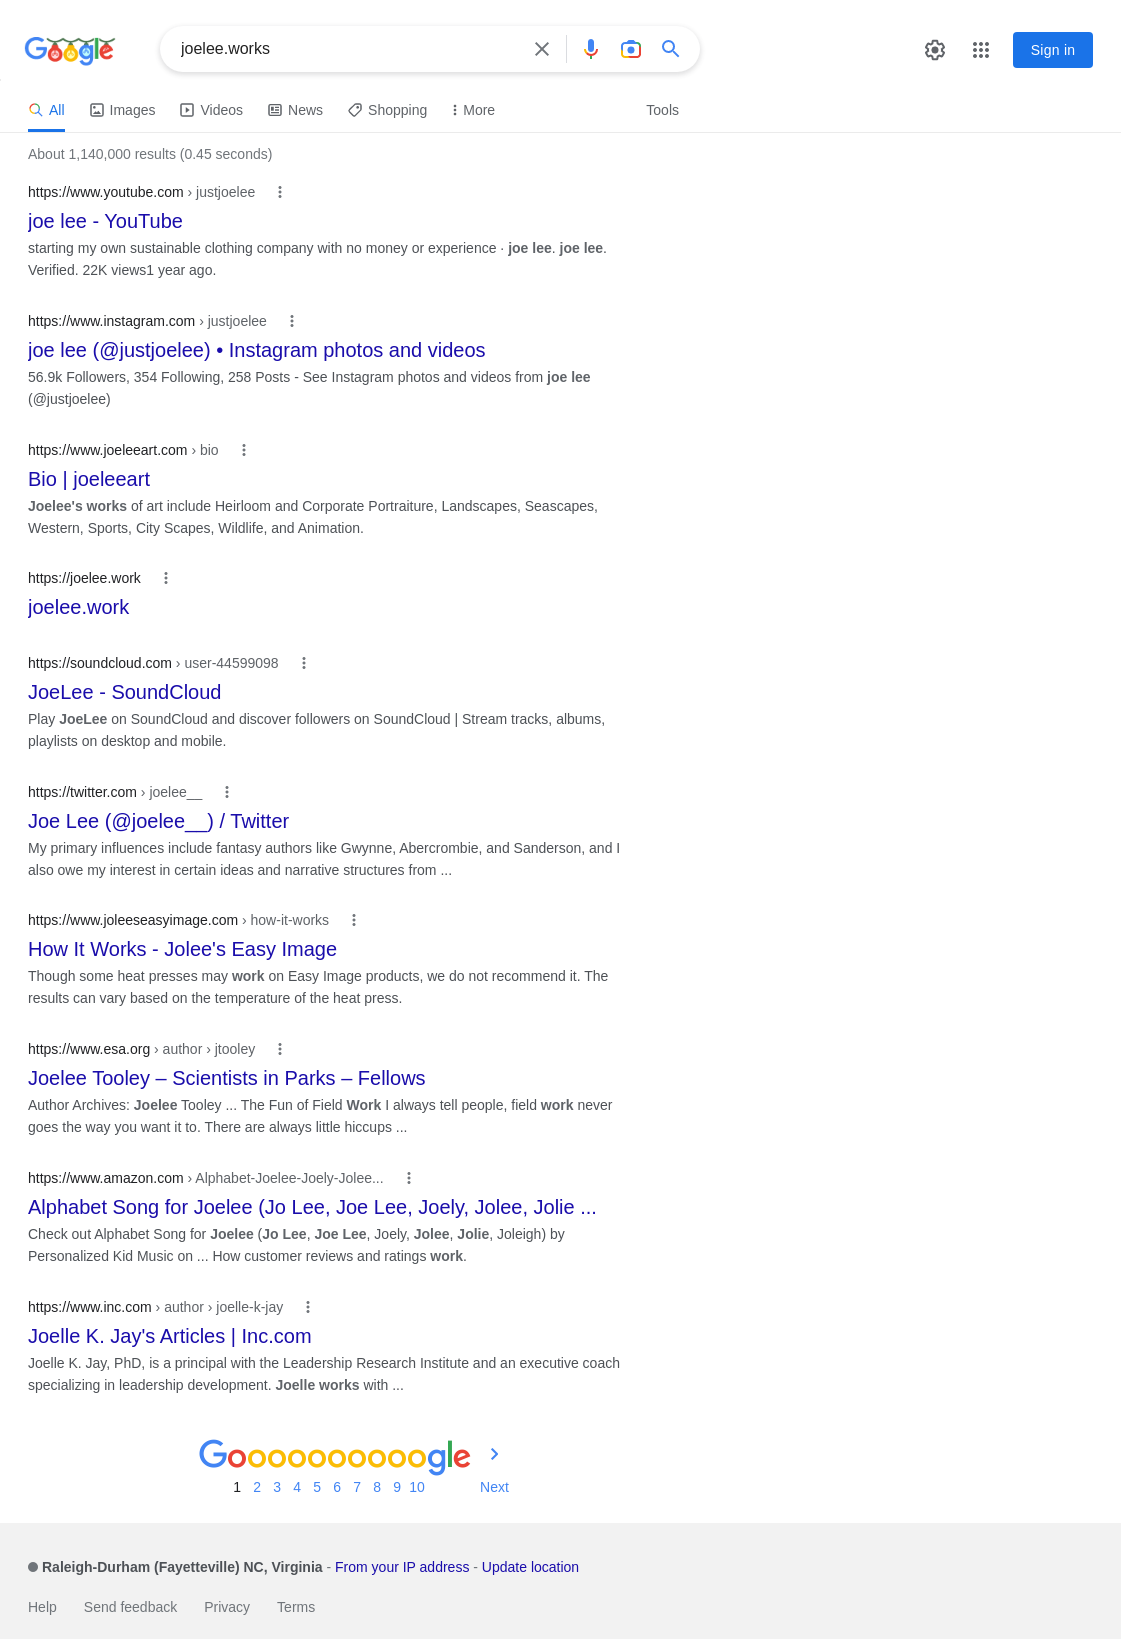 Google
joelee.works
Sign in
All Images Videos News Shopping More Tools
About 1,140,000 results (0.45 seconds)
https://www.youtube.com › justjoelee
joe lee - YouTube
starting my own sustainable clothing company with no money or experience · joe lee. joe lee.
Verified. 22K views1 year ago.
https://www.instagram.com › justjoelee
joe lee (@justjoelee) • Instagram photos and videos
56.9k Followers, 354 Following, 258 Posts - See Instagram photos and videos from joe lee
(@justjoelee)
https://www.joeleeart.com › bio
Bio | joeleeart
Joelee's works of art include Heirloom and Corporate Portraiture, Landscapes, Seascapes,
Western, Sports, City Scapes, Wildlife, and Animation.
https://joelee.work
joelee.work
https://soundcloud.com › user-44599098
JoeLee - SoundCloud
Play JoeLee on SoundCloud and discover followers on SoundCloud | Stream tracks, albums,
playlists on desktop and mobile.
https://twitter.com › joelee__
Joe Lee (@joelee__) / Twitter
My primary influences include fantasy authors like Gwynne, Abercrombie, and Sanderson, and I
also owe my interest in certain ideas and narrative structures from ...
https://www.joleeseasyimage.com › how-it-works
How It Works - Jolee's Easy Image
Though some heat presses may work on Easy Image products, we do not recommend it. The
results can vary based on the temperature of the heat press.
https://www.esa.org › author › jtooley
Joelee Tooley – Scientists in Parks – Fellows
Author Archives: Joelee Tooley ... The Fun of Field Work I always tell people, field work never
goes the way you want it to. There are always little hiccups ...
https://www.amazon.com › Alphabet-Joelee-Joely-Jolee...
Alphabet Song for Joelee (Jo Lee, Joe Lee, Joely, Jolee, Jolie ...
Check out Alphabet Song for Joelee (Jo Lee, Joe Lee, Joely, Jolee, Jolie, Joleigh) by
Personalized Kid Music on ... How customer reviews and ratings work.
https://www.inc.com › author › joelle-k-jay
Joelle K. Jay's Articles | Inc.com
Joelle K. Jay, PhD, is a principal with the Leadership Research Institute and an executive coach
specializing in leadership development. Joelle works with ...
Goooooooooogle
1 2 3 4 5 6 7 8 9 10 Next
Raleigh-Durham (Fayetteville) NC, Virginia - From your IP address - Update location
Help Send feedback Privacy Terms